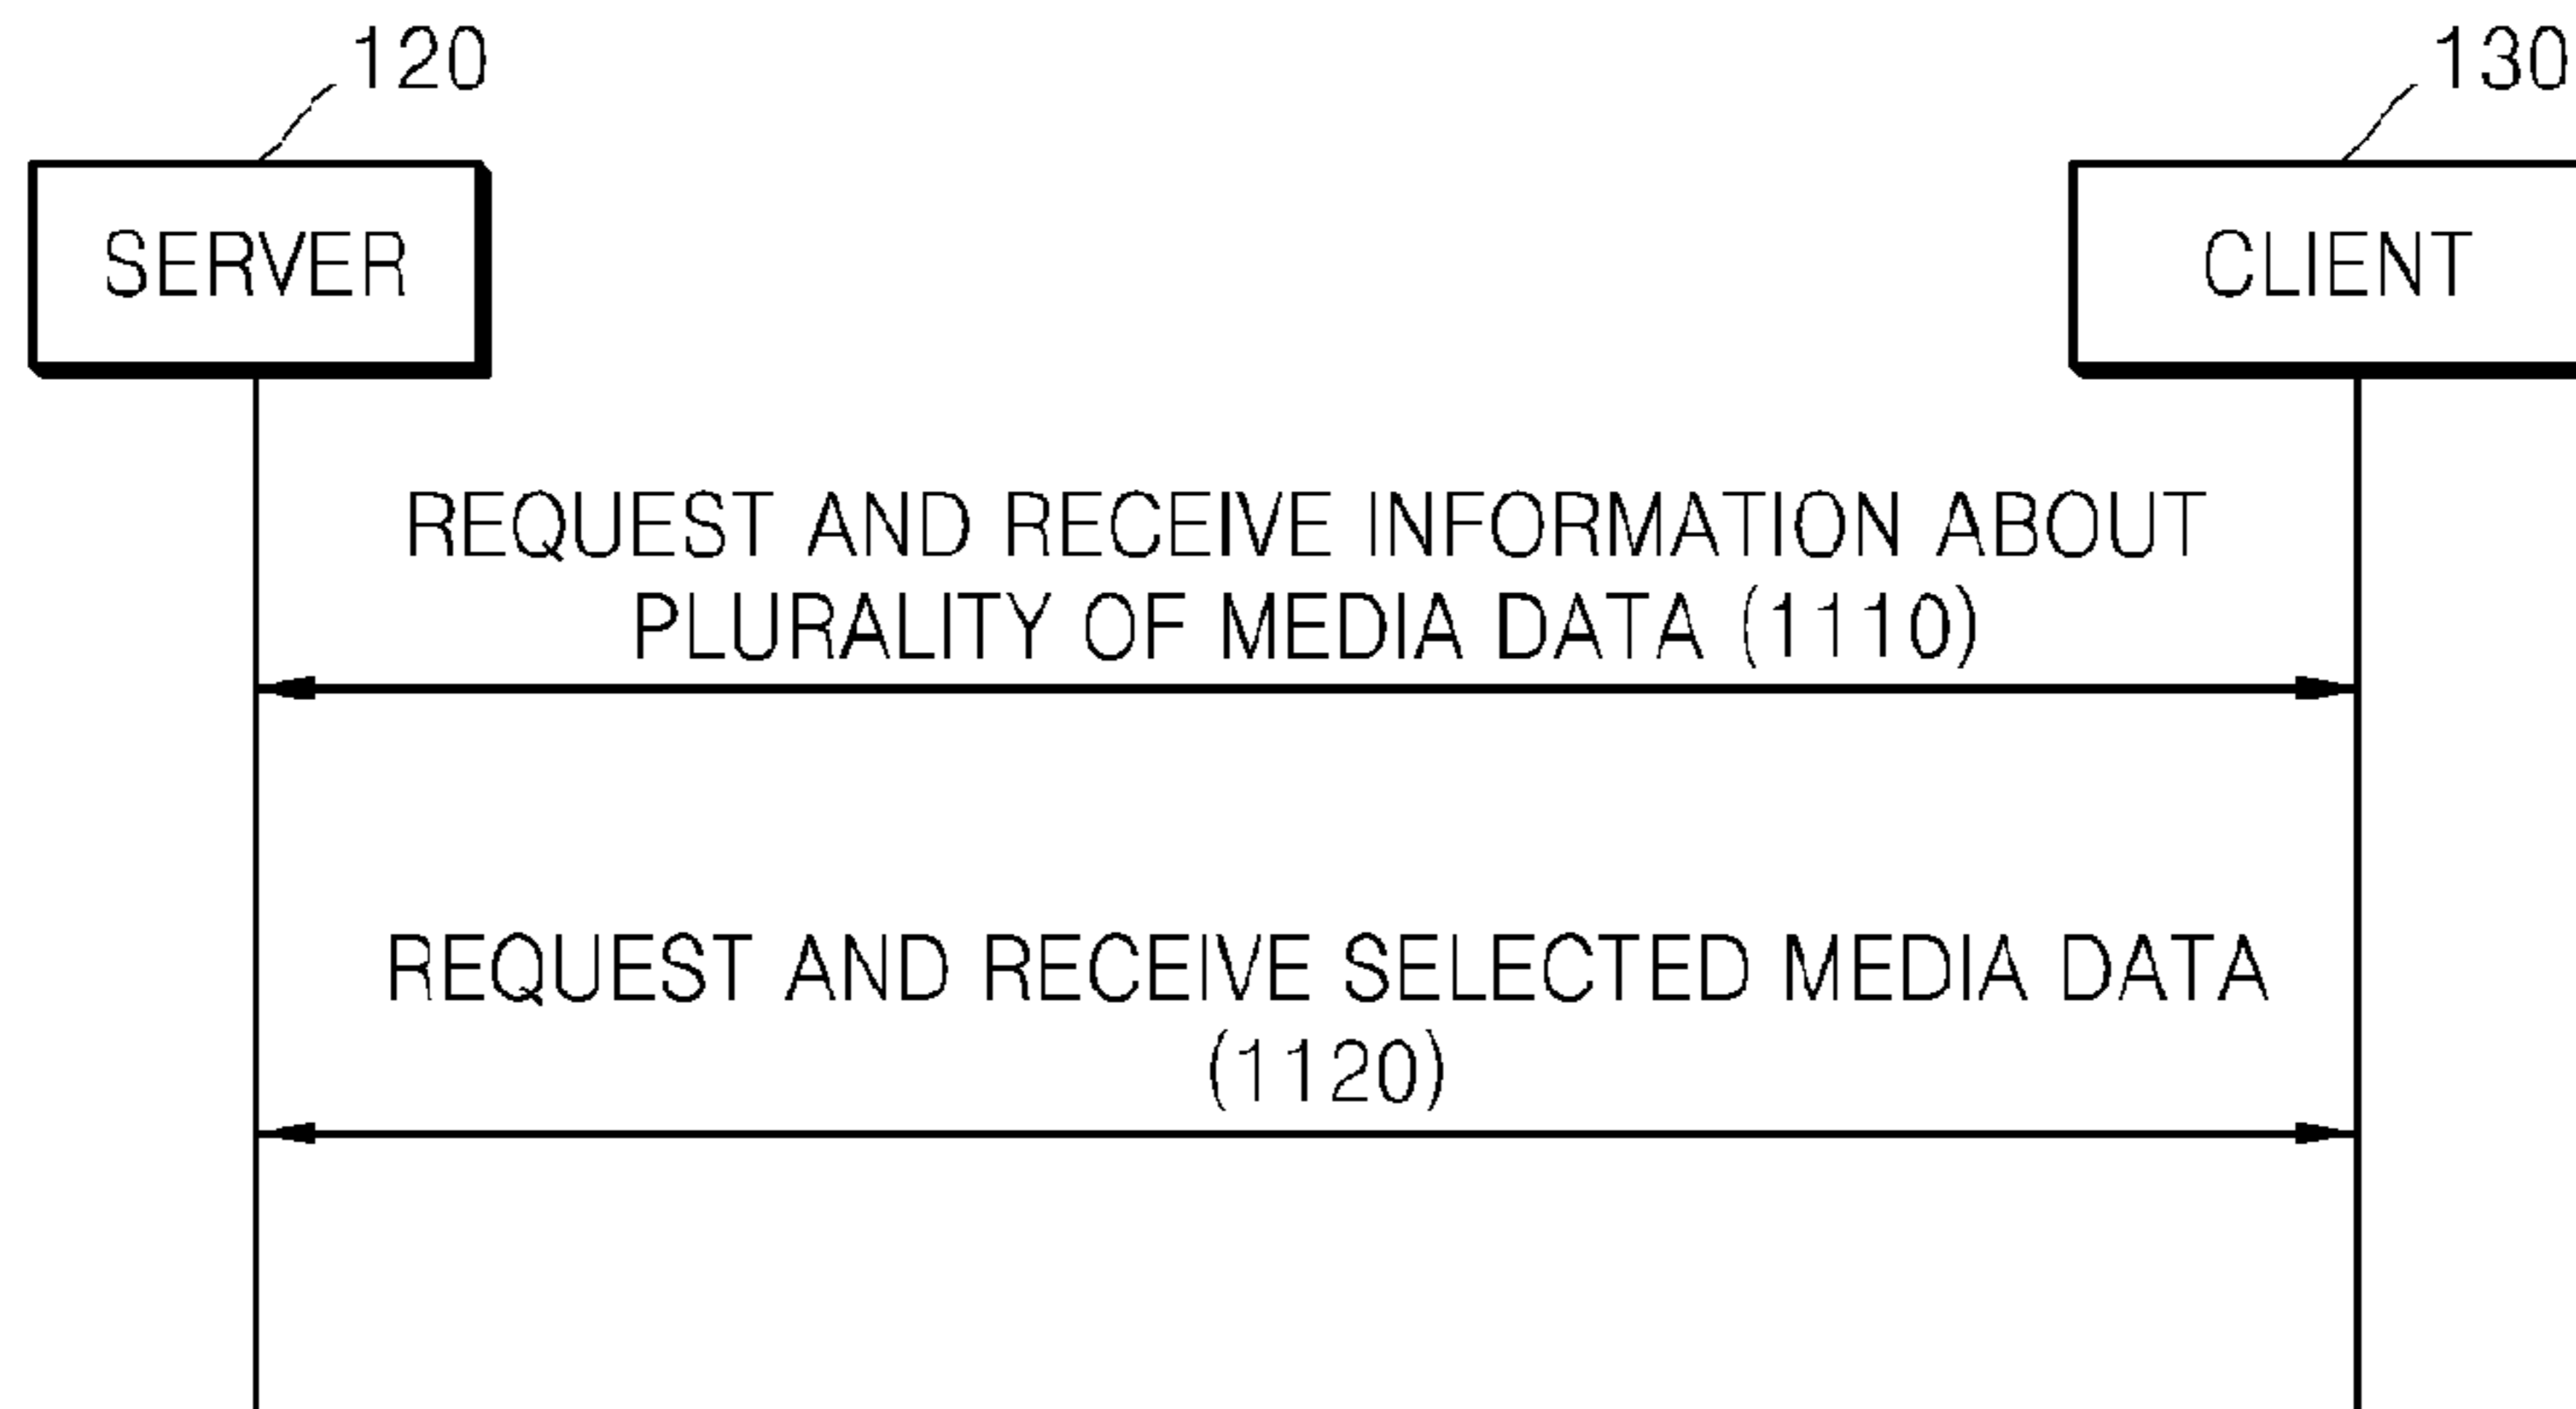 120
130
SERVER
CLIENT
REQUEST AND RECEIVE INFORMATION ABOUT
PLURALITY OF MEDIA DATA (1110)
REQUEST AND RECEIVE SELECTED MEDIA DATA
(1120)